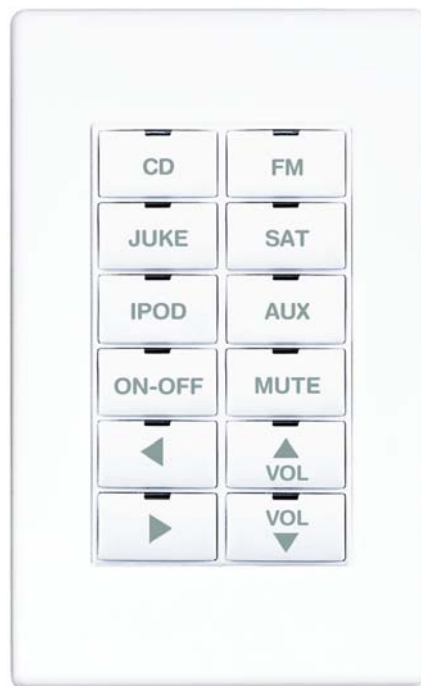 CD
FM
JUKE
SAT
IPOD
AUX
ON-OFF
MUTE
VOL
VOL